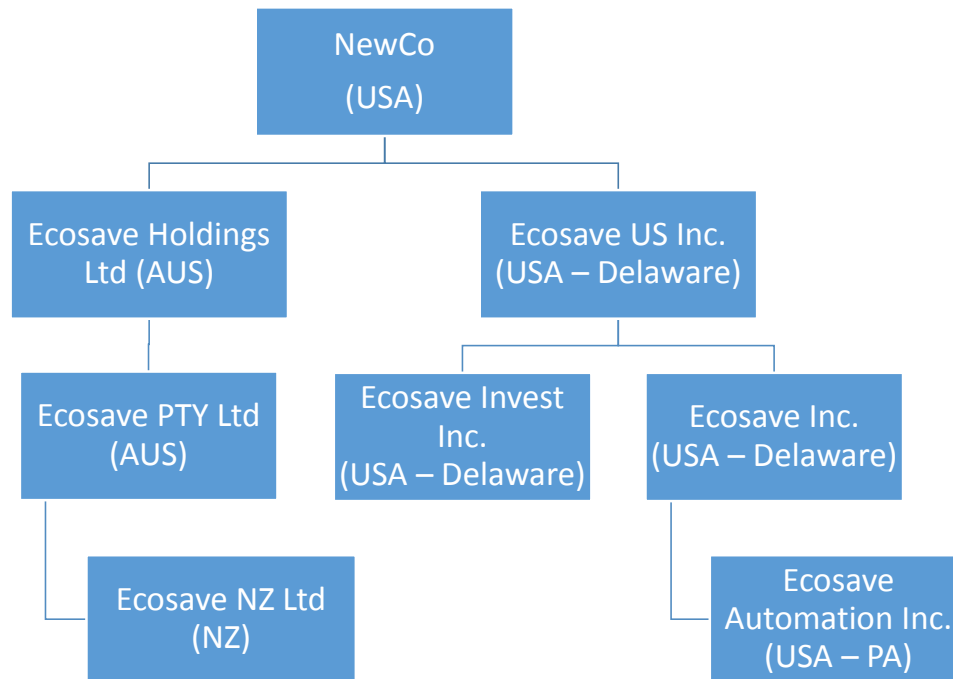 NewCo
(USA)
Ecosave Holdings
Ltd (AUS)
Ecosave US Inc.
(USA – Delaware)
Ecosave PTY Ltd
(AUS)
Ecosave Invest
Inc.
(USA – Delaware)
Ecosave Inc.
(USA – Delaware)
Ecosave NZ Ltd
(NZ)
Ecosave
Automation Inc.
(USA – PA)